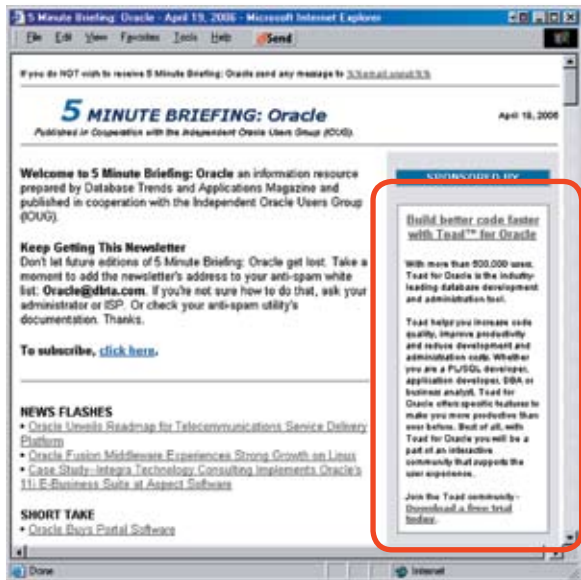 5 Minute Briefing: Oracle - April 19, 2006 - Microsoft Internet Explorer
File Edit View Favorites Tools Help Send
If you do NOT wish to receive 5 Minute Briefing: Oracle send any message to %%email.unsub%%
5 MINUTE BRIEFING: Oracle
April 19, 2006
Published in Cooperation with the Independent Oracle Users Group (IOUG).
Welcome to 5 Minute Briefing: Oracle an information resource
prepared by Database Trends and Applications Magazine and
published in cooperation with the Independent Oracle Users Group
(IOUG).
Keep Getting This Newsletter
Don't let future editions of 5 Minute Briefing: Oracle get lost. Take a
moment to add the newsletter's address to your anti-spam white
list: Oracle@dbta.com. If you're not sure how to do that, ask your
administrator or ISP. Or check your anti-spam utility's
documentation. Thanks.
To subscribe, click here.
NEWS FLASHES
• Oracle Unveils Roadmap for Telecommunications Service Delivery
Platform
• Oracle Fusion Middleware Experiences Strong Growth on Linux
• Case Study- Integra Technology Consulting Implements Oracle's
11i E-Business Suite at Aspect Software
SHORT TAKE
• Oracle Buys Portal Software
SPONSORED BY
Build better code faster
with Toad™ for Oracle
With more than 500,000 users,
Toad for Oracle is the industry-
leading database development
and administration tool.
Toad helps you increase code
quality, improve productivity
and reduce development and
administration costs. Whether
you are a PL/SQL developer,
application developer, DBA or
business analyst, Toad for
Oracle offers specific features to
make you more productive than
ever before. Best of all, with
Toad for Oracle you will be a
part of an interactive
community that supports the
user experience.
Join the Toad community -
Download a free trial
today.
Done
Internet